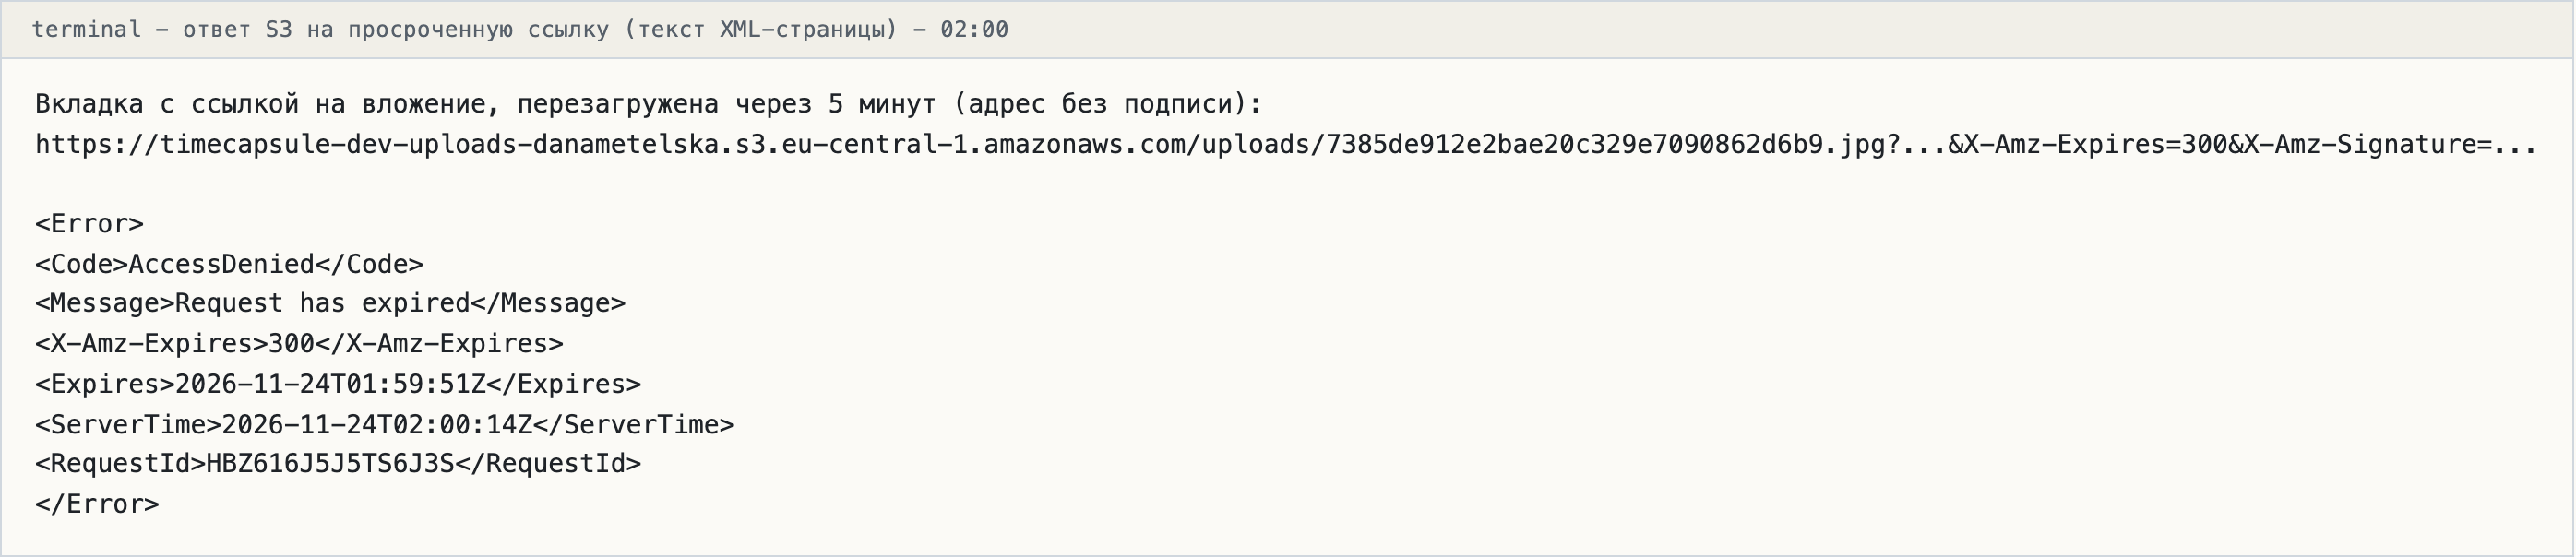 terminal — ответ S3 на просроченную ссылку (текст XML-страницы) — 02:00
Вкладка с ссылкой на вложение, перезагружена через 5 минут (адрес без подписи):
https://timecapsule-dev-uploads-danametelska.s3.eu-central-1.amazonaws.com/uploads/7385de912e2bae20c329e7090862d6b9.jpg?...&X-Amz-Expires=300&X-Amz-Signature=...
<Error>
<Code>AccessDenied</Code>
<Message>Request has expired</Message>
<X-Amz-Expires>300</X-Amz-Expires>
<Expires>2026-11-24T01:59:51Z</Expires>
<ServerTime>2026-11-24T02:00:14Z</ServerTime>
<RequestId>HBZ616J5J5TS6J3S</RequestId>
</Error>